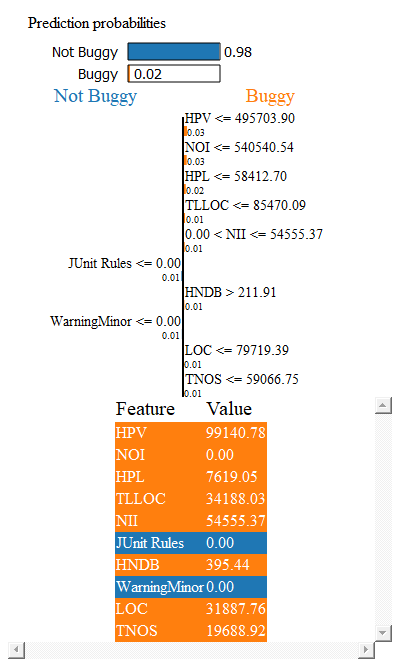 Prediction probabilities
Not Buggy 0.98
Buggy 0.02
Not Buggy Buggy
HPV <= 495703.90
0.03
NOI <= 540540.54
0.03
HPL <= 58412.70
0.02
TLLOC <= 85470.09
0.01
0.00 < NII <= 54555.37
0.01
JUnit Rules <= 0.00
0.01
HNDB > 211.91
0.01
WarningMinor <= 0.00
0.01
LOC <= 79719.39
0.01
TNOS <= 59066.75
0.01
Feature Value
HPV 99140.78
NOI 0.00
HPL 7619.05
TLLOC 34188.03
NII 54555.37
JUnit Rules 0.00
HNDB 395.44
WarningMinor 0.00
LOC 31887.76
TNOS 19688.92